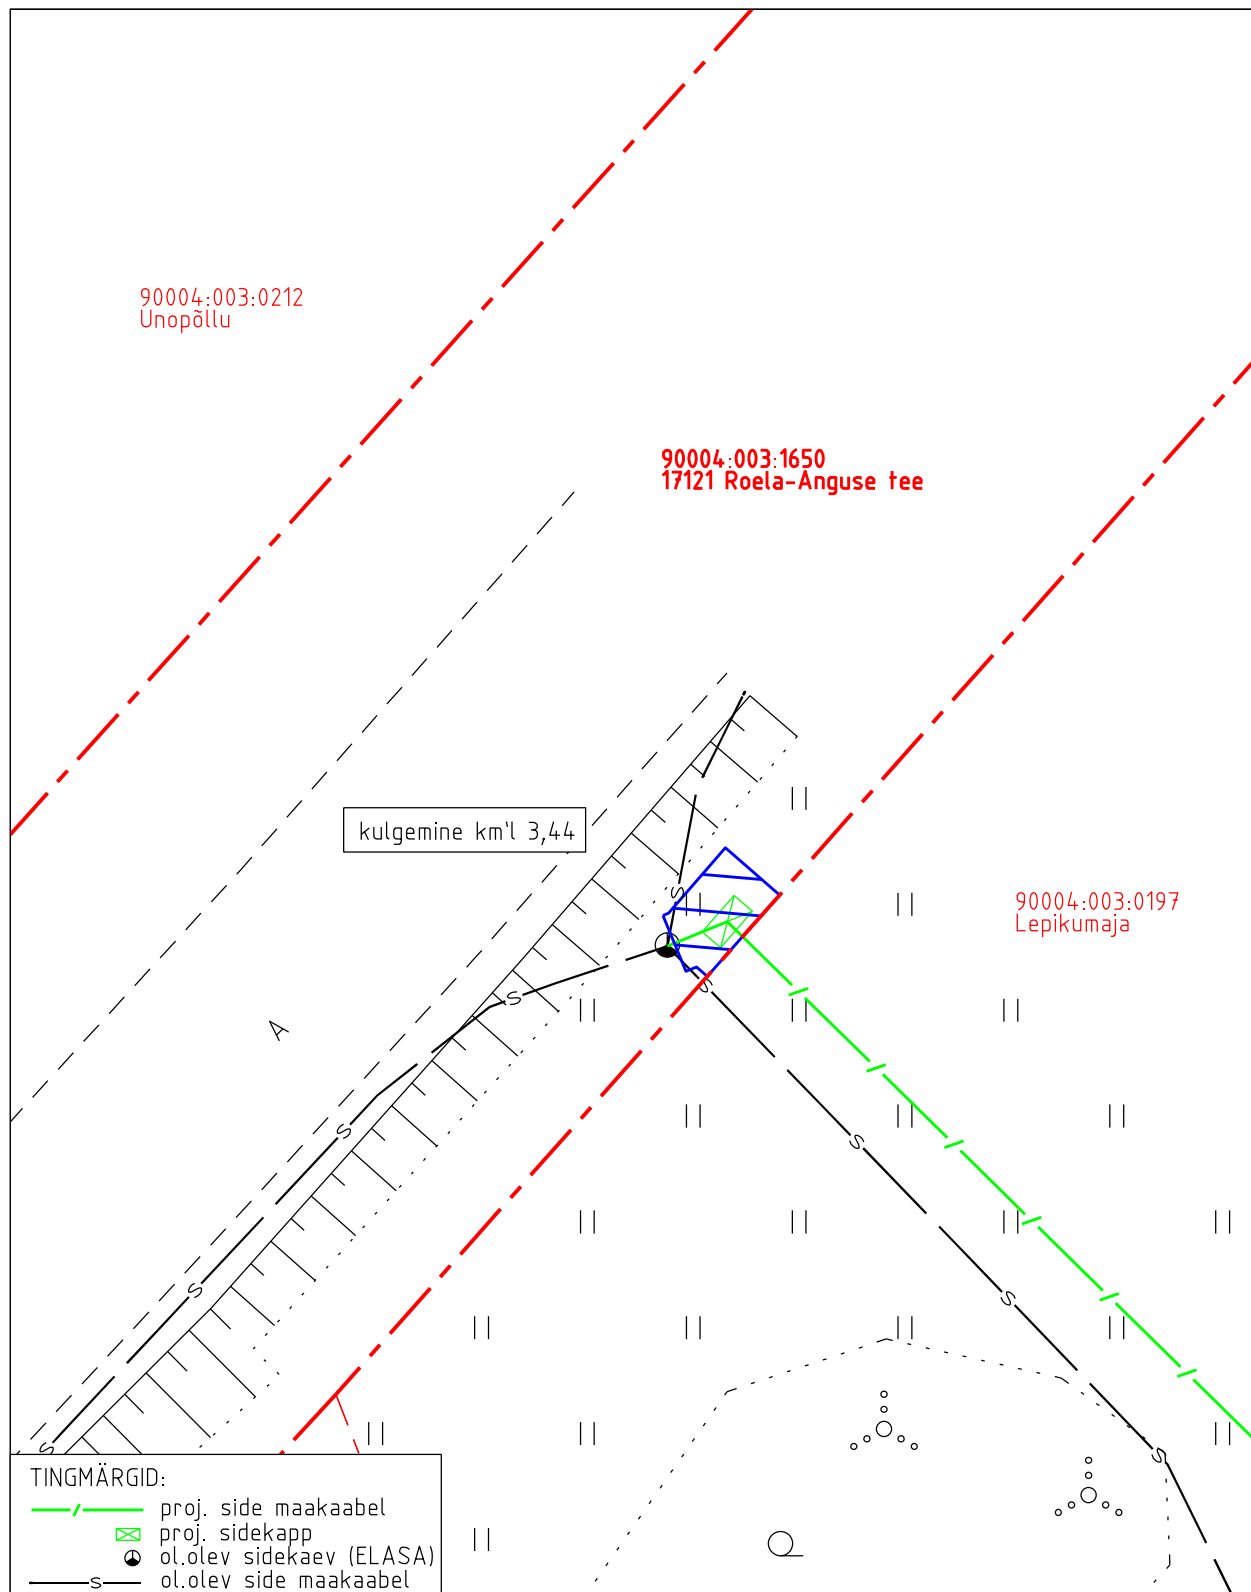 90004:003:0212
Unopõllu
90004:003:1650
17121 Roela-Anguse tee
kulgemine km'l 3,44
90004:003:0197
Lepikumaja
S
S
S
A
S
S
S
S
S
S
TINGMÄRGID:
proj. side maakaabel
proj. sidekapp
ol.olev sidekaev (ELASA)
S ol.olev side maakaabel